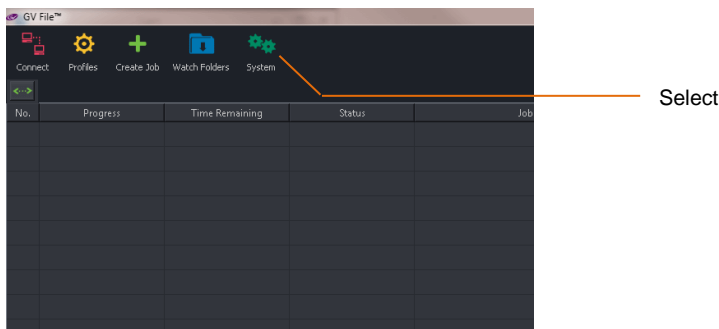 GV File™
Connect Profiles Create Job Watch Folders System
<-->
No. Progress Time Remaining Status Job
Select